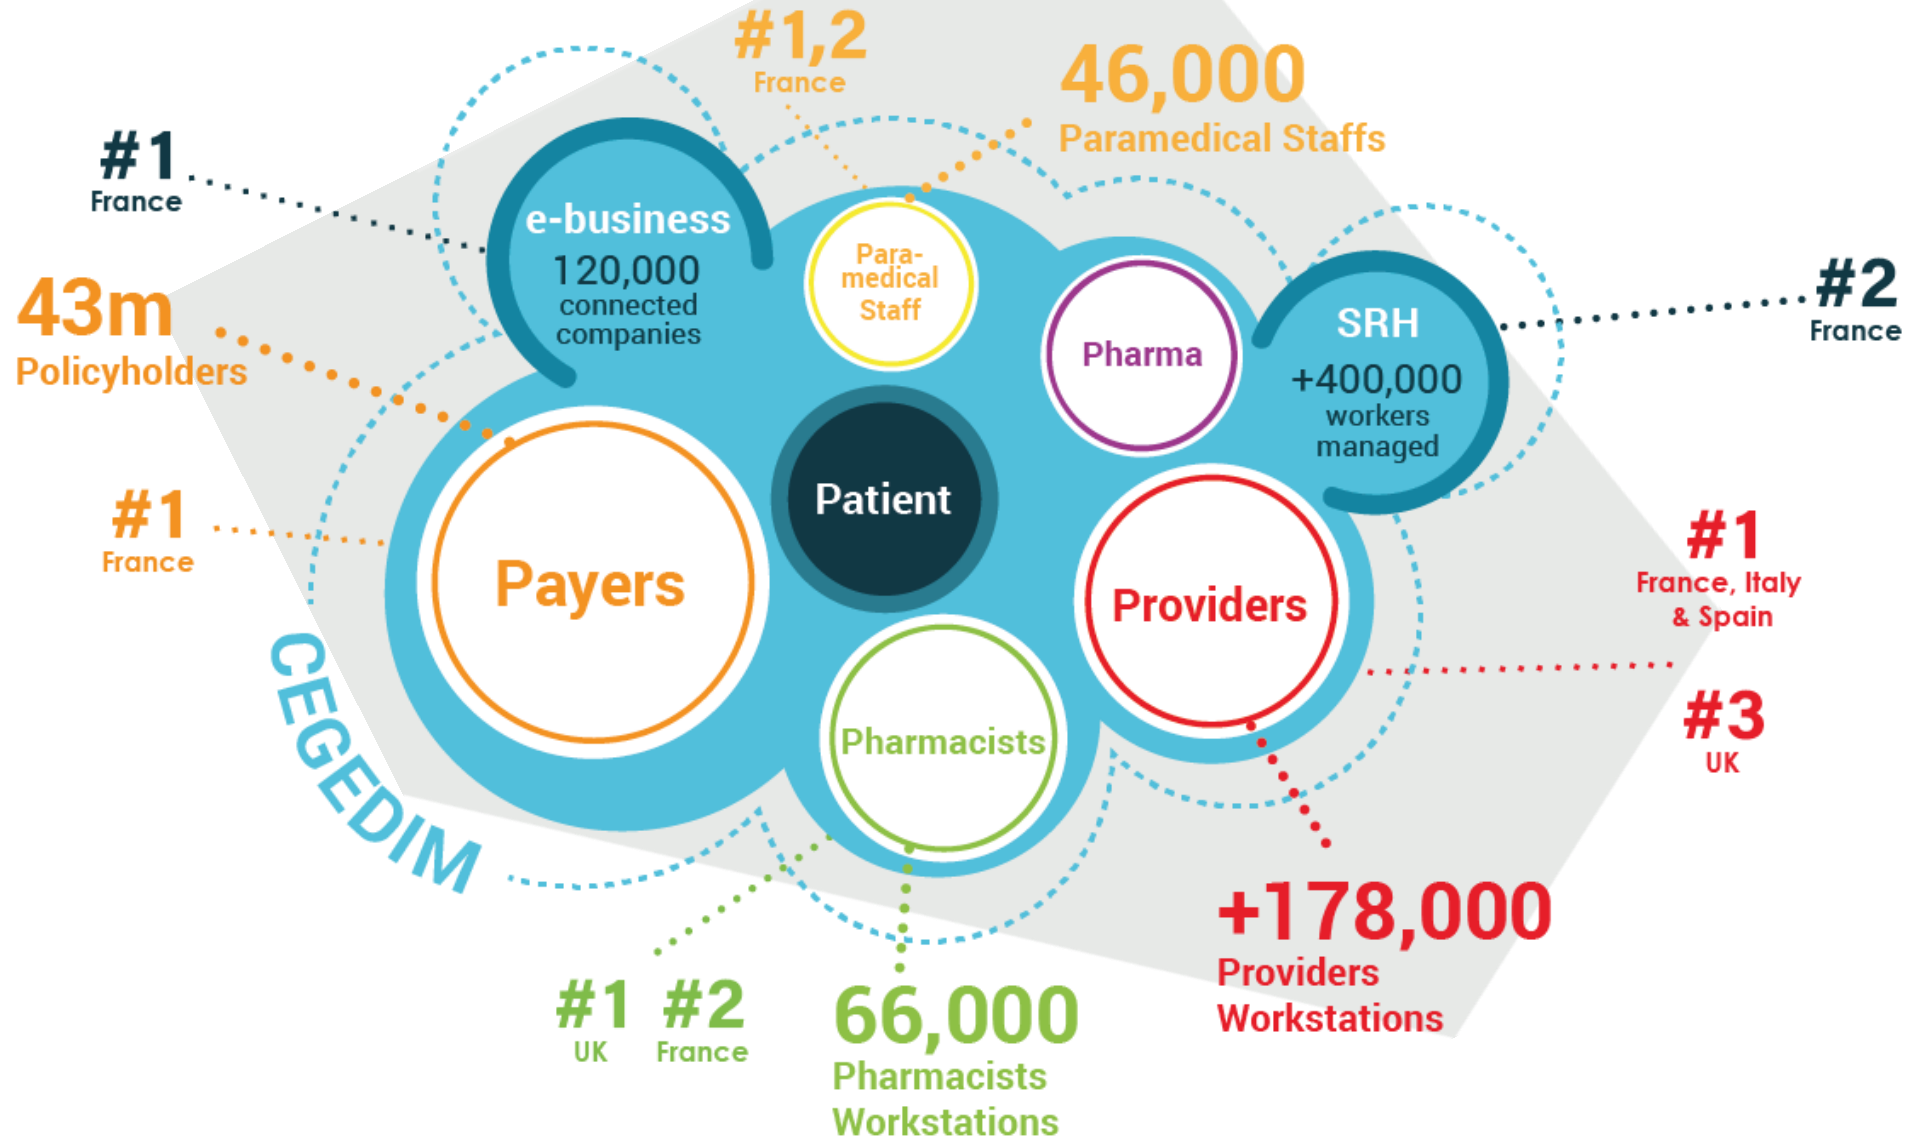 #1,2
France
46,000
Paramedical Staffs
#1
France
e-business
120,000
connected
companies
Para-
medical
Staff
#2
France
43m
Policyholders
Pharma
SRH
+400,000
workers
managed
#1
France
Patient
Payers
Providers
#1
France, Italy
& Spain
#3
UK
CEGEDIM
Pharmacists
+178,000
Providers
Workstations
#1 #2
UK France
66,000
Pharmacists
Workstations